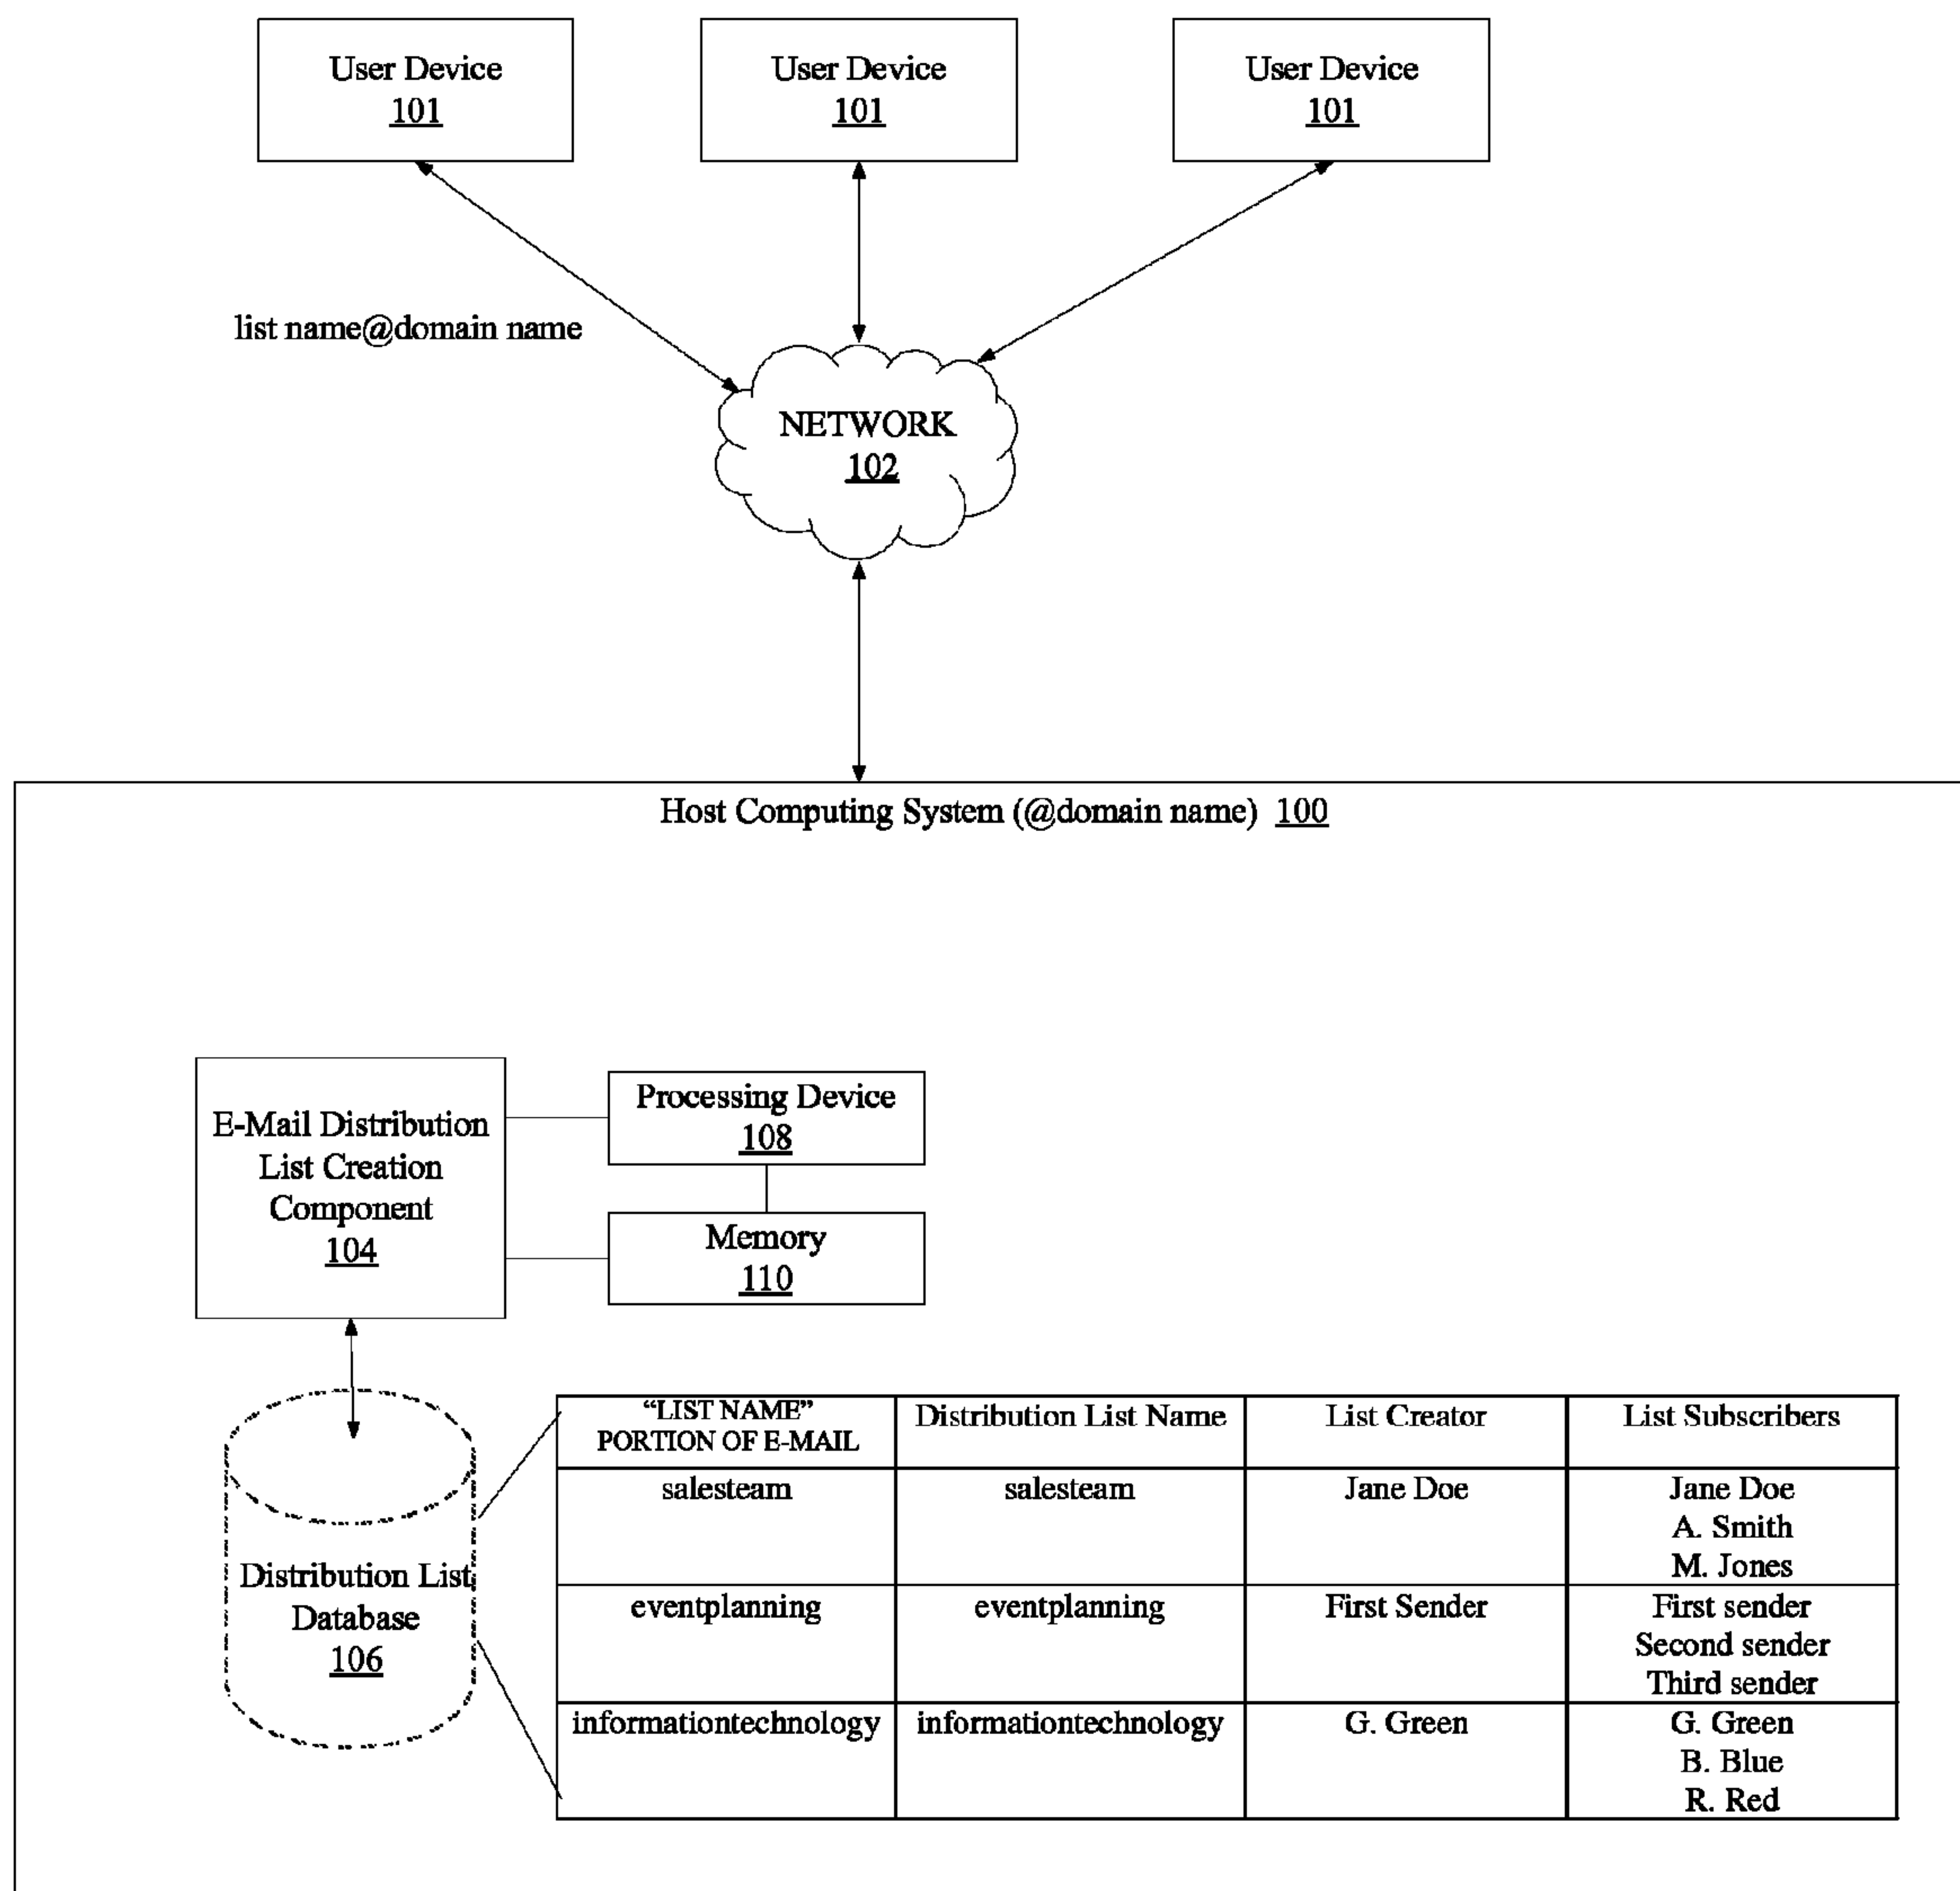 User Device
101
User Device
101
User Device
101
list name@domain name
NETWORK
102
Host Computing System (@domain name) 100
E-Mail Distribution
List Creation
Component
104
Processing Device
108
Memory
110
Distribution List
Database
106
“LIST NAME”
PORTION OF E-MAIL
Distribution List Name
List Creator
List Subscribers
salesteam
salesteam
Jane Doe
Jane Doe
A. Smith
M. Jones
eventplanning
eventplanning
First Sender
First sender
Second sender
Third sender
informationtechnology
informationtechnology
G. Green
G. Green
B. Blue
R. Red